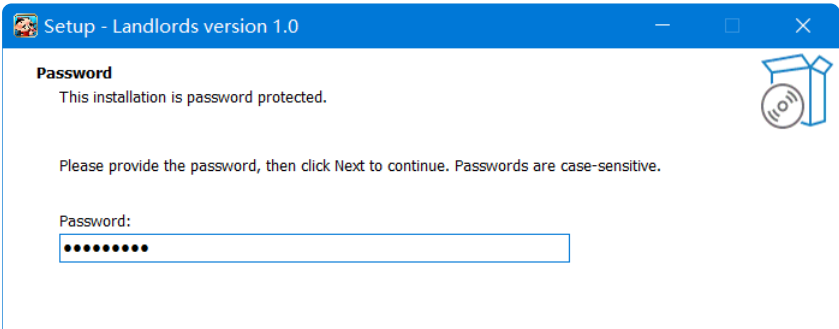 Setup - Landlords version 1.0
Password
This installation is password protected.
Please provide the password, then click Next to continue. Passwords are case-sensitive.
Password:
●●●●●●●●●